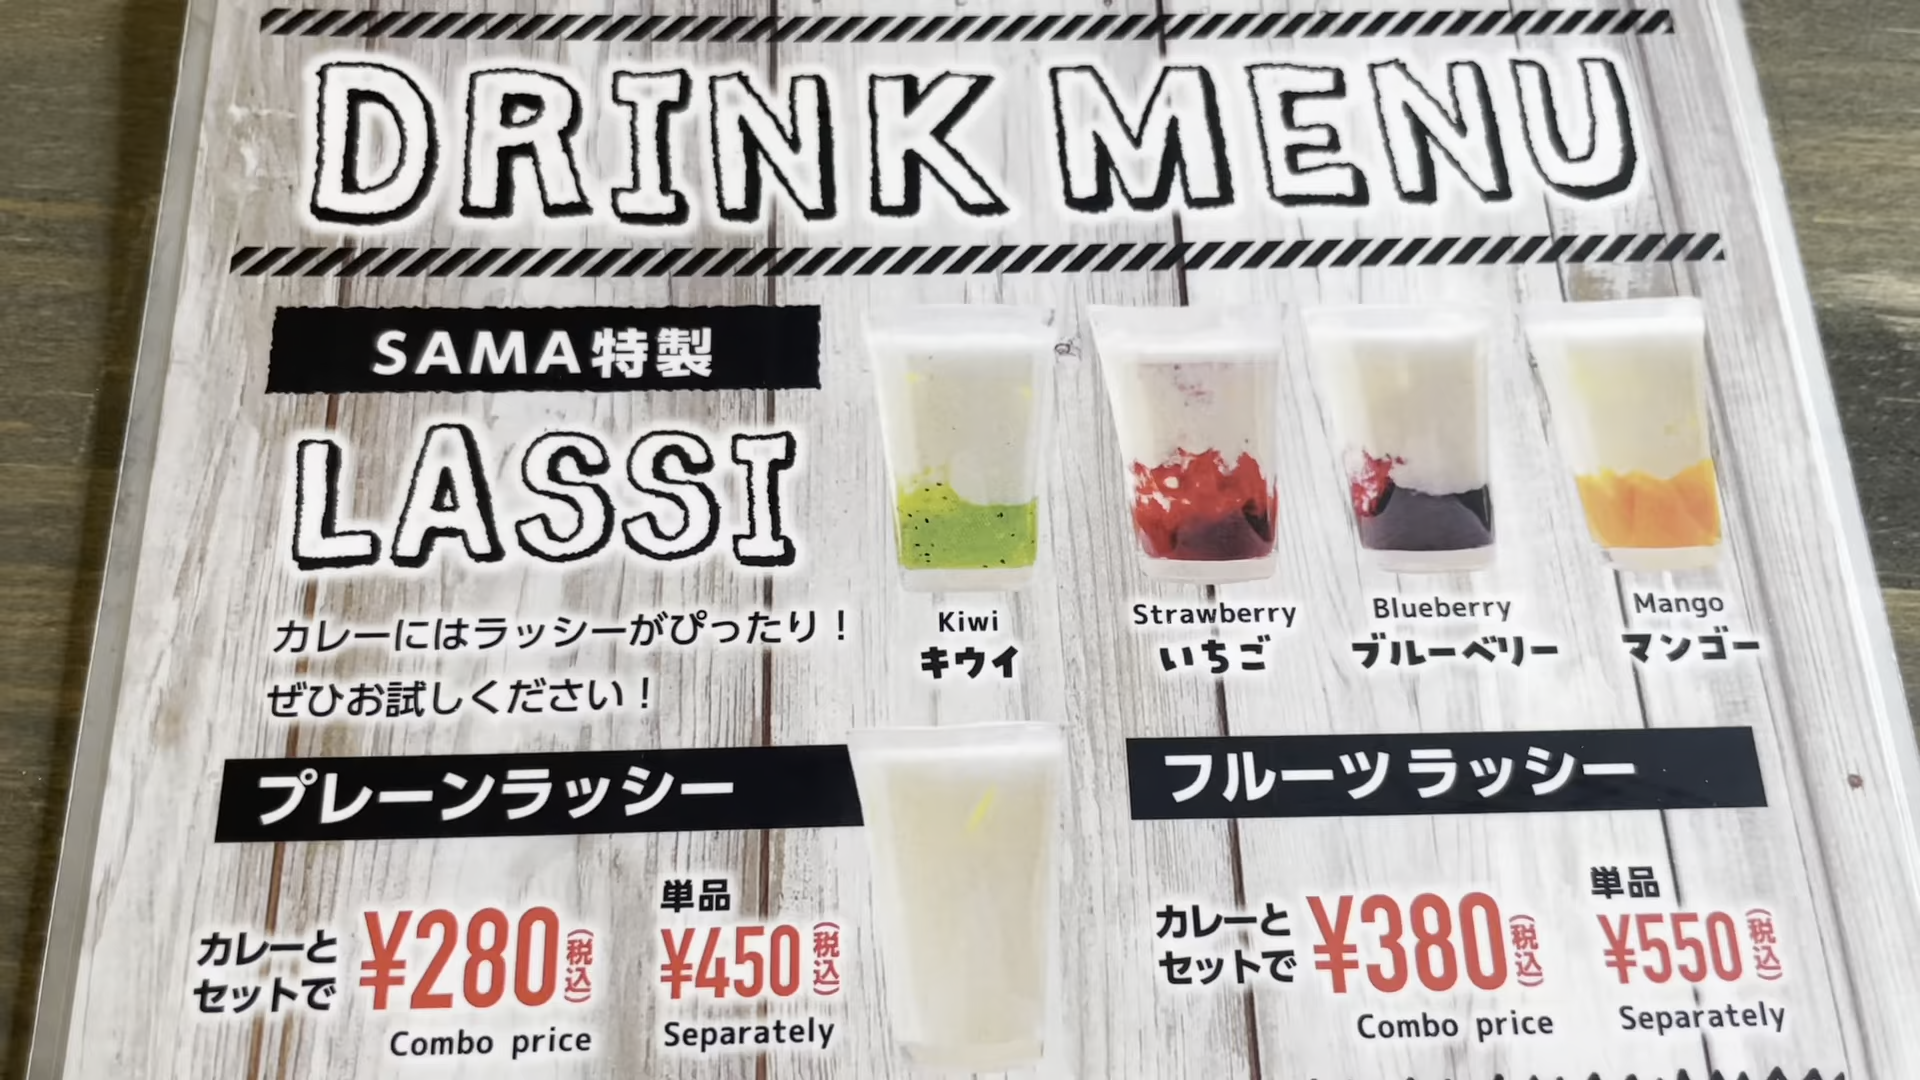 DRINK MENU
SAMA特製
LASSI
カレーにはラッシーがぴったり！
ぜひお試しください！
Kiwi
キウイ
Strawberry
いちご
Blueberry
ブルーベリー
Mango
マンゴー
プレーンラッシー
カレーと
セットで
¥280(税込)
Combo price
単品
¥450(税込)
Separately
フルーツラッシー
カレーと
セットで
¥380(税込)
Combo price
単品
¥550(税込)
Separately